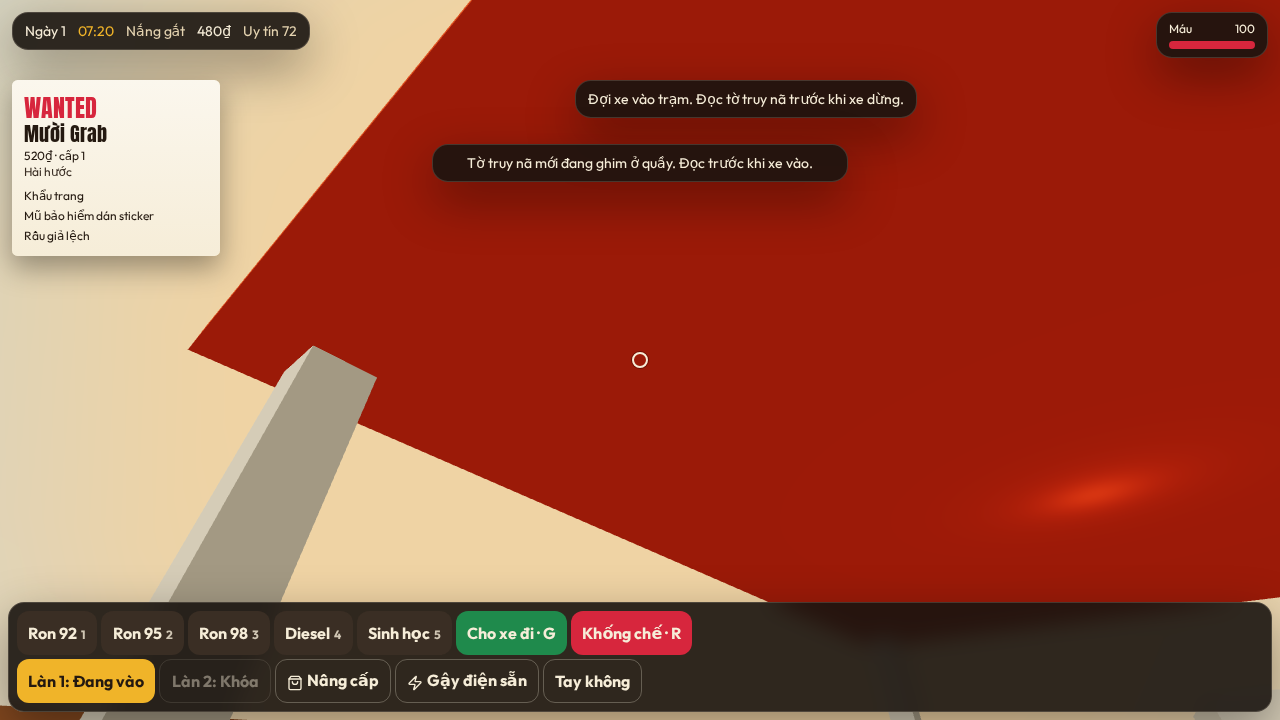 Ngày 1 07:20 Nắng gắt 480₫ Uy tín 72
Máu 100
WANTED
Mười Grab
520₫ · cấp 1
Hài hước
Khẩu trang
Mũ bảo hiểm dán sticker
Râu giả lệch
Đợi xe vào trạm. Đọc tờ truy nã trước khi xe dừng.
Tờ truy nã mới đang ghim ở quầy. Đọc trước khi xe vào.
Ron 92 1 Ron 95 2 Ron 98 3 Diesel 4 Sinh học 5 Cho xe đi · G Khống chế · R
Làn 1: Đang vào Làn 2: Khóa Nâng cấp Gậy điện sẵn Tay không